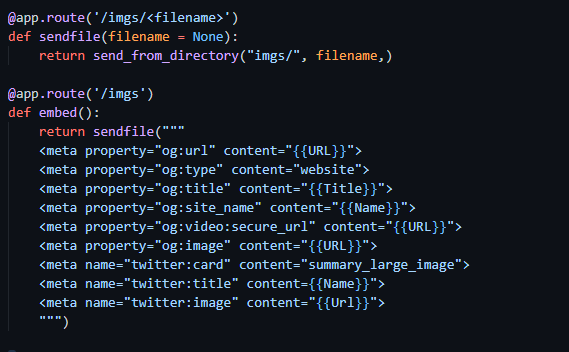 @app.route('/imgs/<filename>')
def sendfile(filename = None):
    return send_from_directory("imgs/", filename,)

@app.route('/imgs')
def embed():
    return sendfile("""
    <meta property="og:url" content="{{URL}}">
    <meta property="og:type" content="website">
    <meta property="og:title" content="{{Title}}">
    <meta property="og:site_name" content="{{Name}}">
    <meta property="og:video:secure_url" content="{{URL}}">
    <meta property="og:image" content="{{URL}}">
    <meta name="twitter:card" content="summary_large_image">
    <meta name="twitter:title" content="{{Name}}">
    <meta name="twitter:image" content="{{Url}}">
    """)